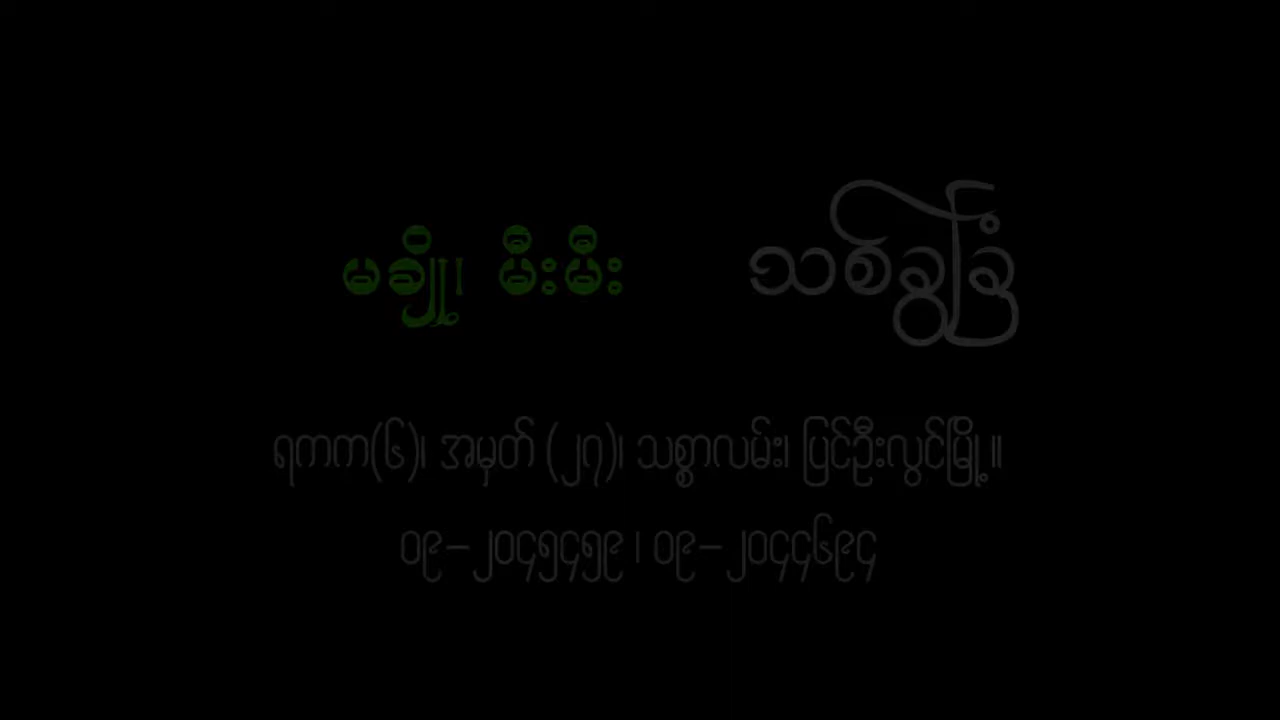 မချို၊ မီးမီး သစ်ခွခြံ
ရကက(၆)၊ အမှတ် (၂၇)၊ သစ္စာလမ်း၊ ပြင်ဦးလွင်မြို့။
၀၉–၂၀၄၅၄၅၉၊ ၀၉–၂၀၄၄၆၉၄